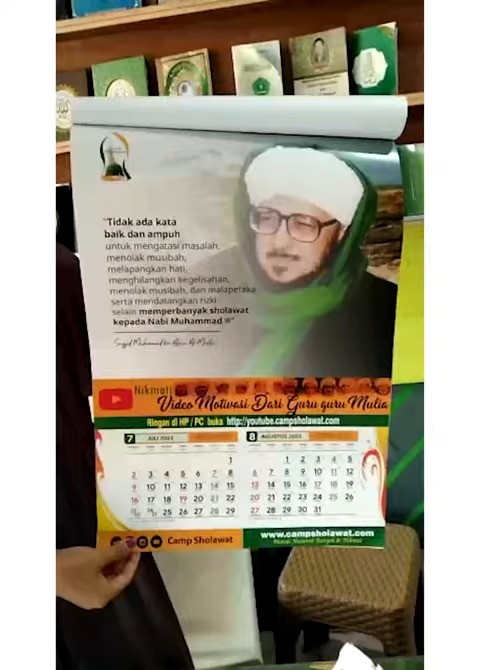 "Tidak ada kata
baik dan ampuh
untuk mengatasi masalah,
menolak musibah,
melapangkan hati,
menghilangkan kegelisahan,
menolak musibah, dan malapetaka
serta mendatangkan rizki
selain memperbanyak sholawat
kepada Nabi Muhammad ﷺ"
Nikmati
Video Motivasi Dari Guru guru Mulia
Ringan di HP / PC buka http://youtube.campsholawat.com
7 JULI 2023
1
2 3 4 5 6 7 8
9 10 11 12 13 14 15
16 17 18 19 20 21 22
25 26 27 28 29
8 AGUSTUS 2023
1 2 3 4 5
6 7 8 9 10 11 12
13 14 15 16 17 18 19
20 21 22 23 24 25 26
27 28 29 30 31
Camp Sholawat
www.campsholawat.com